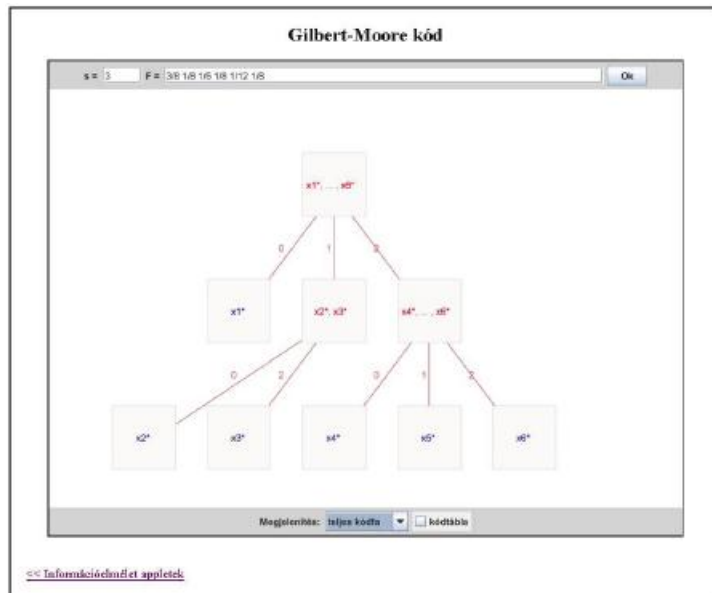 Gilbert-Moore kód
s = 3 F = 3/8 1/8 1/6 1/8 1/12 1/8 Ok
x1*, ... , x6*
0 1 2
x1* x2*, x3* x4*, ... , x6*
0 2 0 1 2
x2* x3* x4* x5* x6*
Megjelenítés: teljes kódfa kódtábla
<< Információelmélet appletek